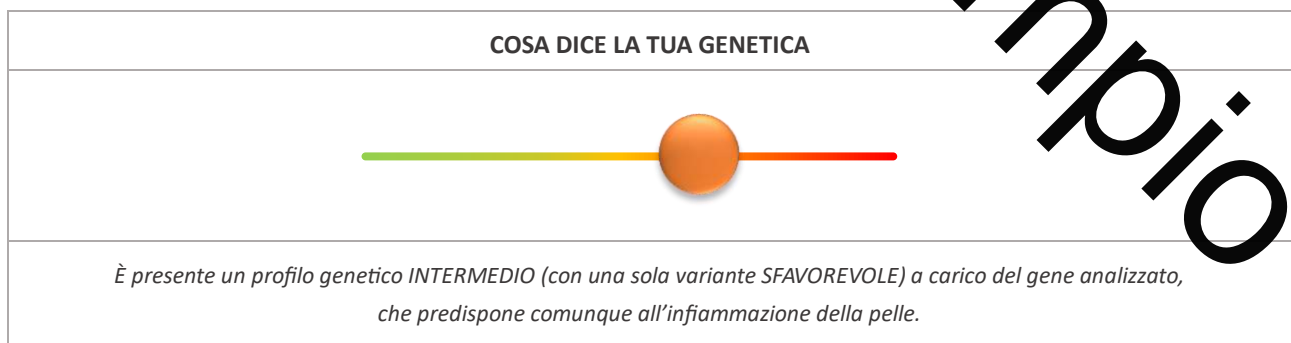 COSA DICE LA TUA GENETICA
È presente un profilo genetico INTERMEDIO (con una sola variante SFAVOREVOLE) a carico del gene analizzato,
che predispone comunque all’infiammazione della pelle.
mpio